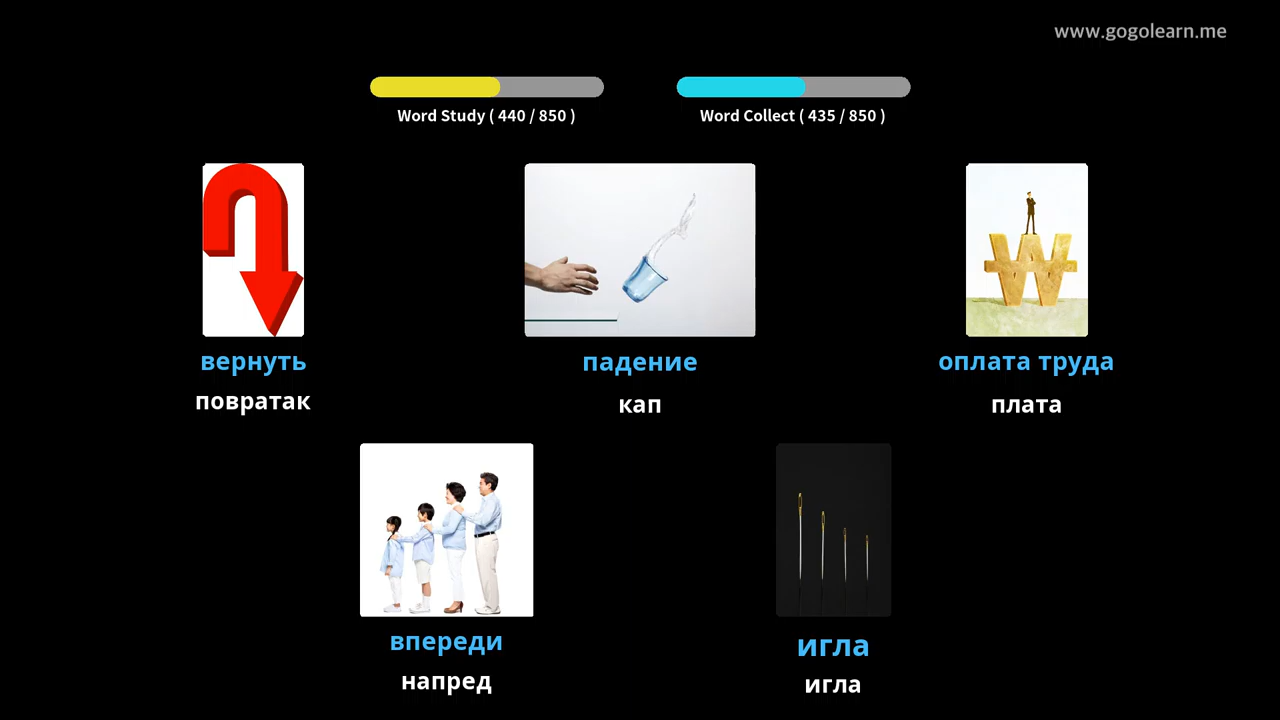 www.gogolearn.me
Word Study ( 440 / 850 )
Word Collect ( 435 / 850 )
вернуть
повратак
падение
кап
оплата труда
плата
впереди
напред
игла
игла